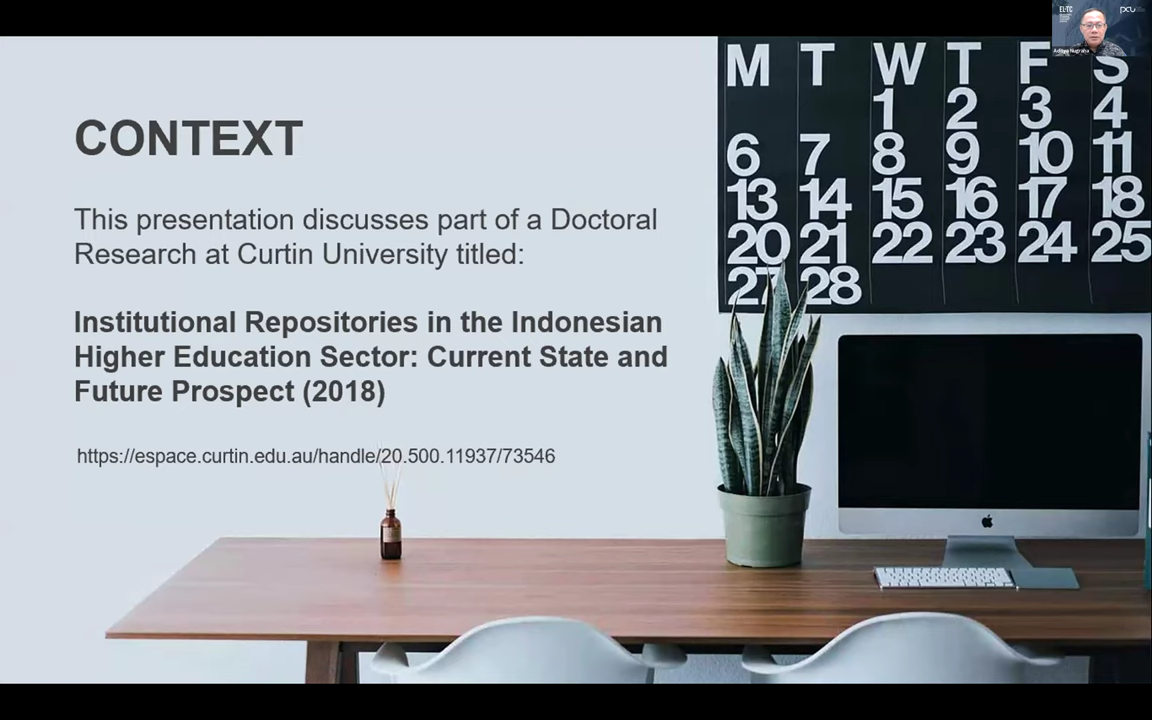 CONTEXT
This presentation discusses part of a Doctoral
Research at Curtin University titled:
Institutional Repositories in the Indonesian
Higher Education Sector: Current State and
Future Prospect (2018)
https://espace.curtin.edu.au/handle/20.500.11937/73546
M T W T F S
1 2 3 4
6 7 8 9 10 11
13 14 15 16 17 18
20 21 22 23 24 25
27 28
pcu
Aditya Nugraha